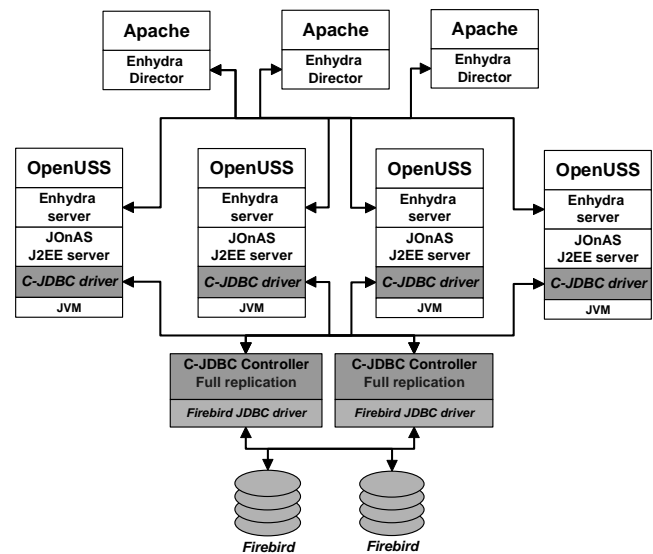 Apache
Enhydra
Director
Apache
Enhydra
Director
Apache
Enhydra
Director
OpenUSS
Enhydra
server
JOnAS
J2EE server
C-JDBC driver
JVM
OpenUSS
Enhydra
server
JOnAS
J2EE server
C-JDBC driver
JVM
OpenUSS
Enhydra
server
JOnAS
J2EE server
C-JDBC driver
JVM
OpenUSS
Enhydra
server
JOnAS
J2EE server
C-JDBC driver
JVM
C-JDBC Controller
Full replication
Firebird JDBC driver
C-JDBC Controller
Full replication
Firebird JDBC driver
Firebird
Firebird